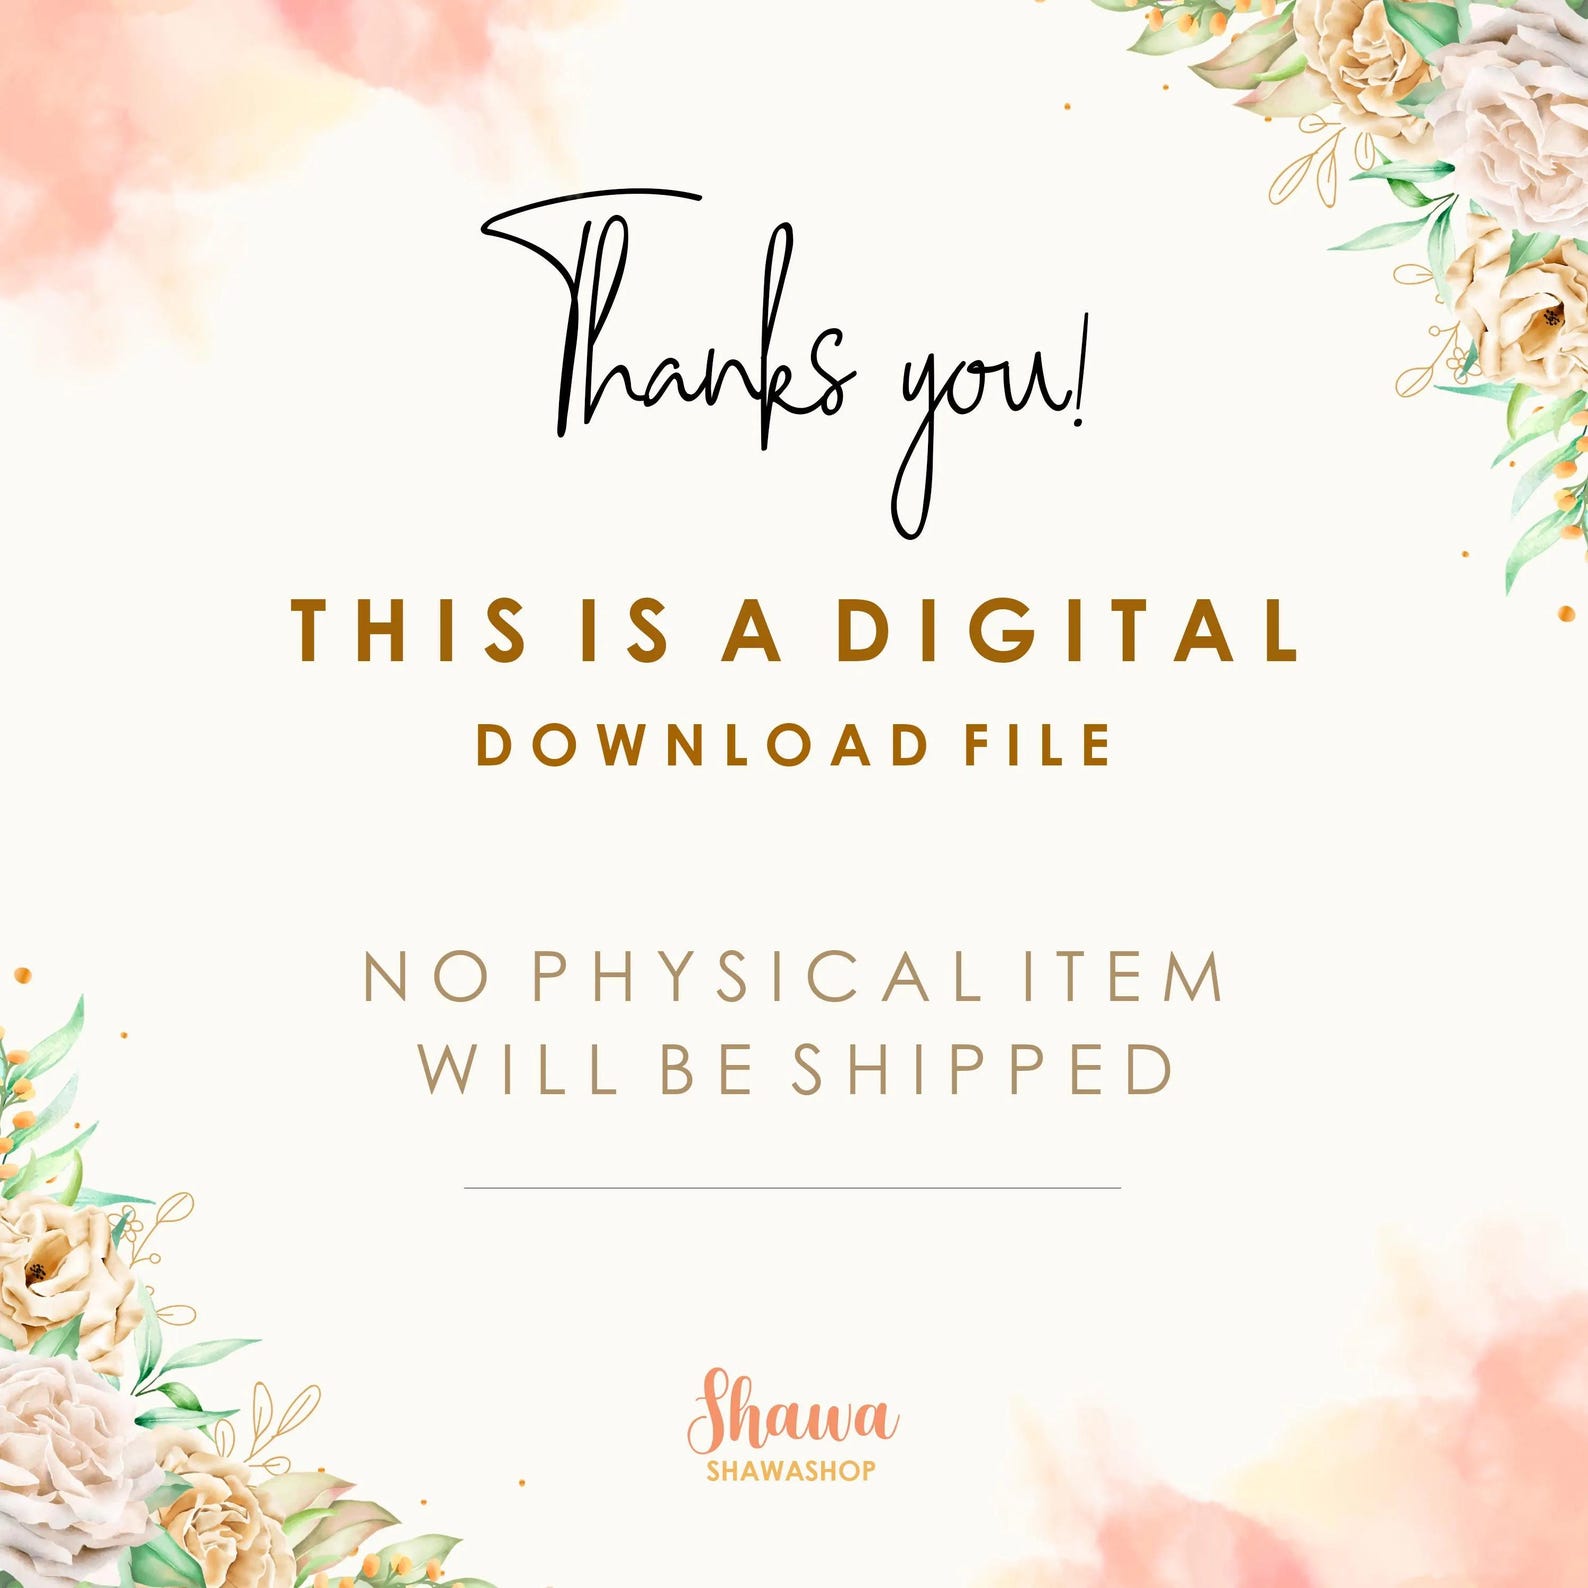 Thanks you!
THIS IS A DIGITAL
DOWNLOAD FILE
NO PHYSICAL ITEM
WILL BE SHIPPED
Shawa
SHAWASHOP